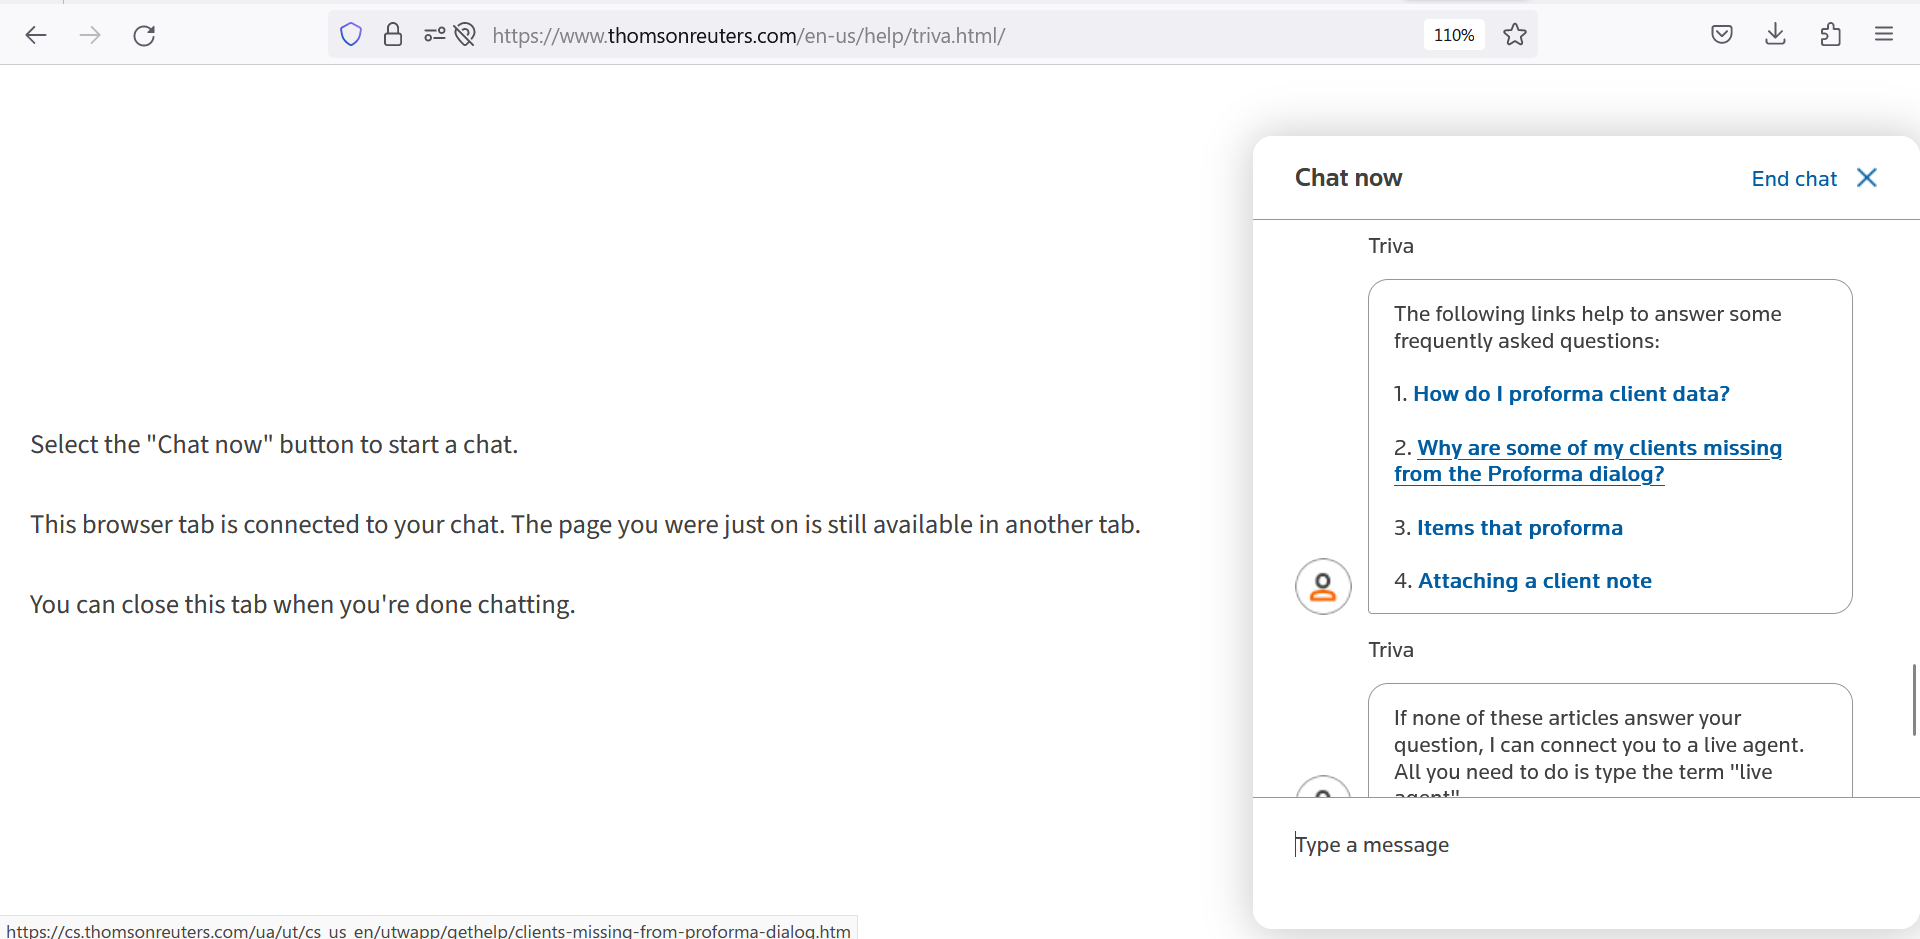 https://www.thomsonreuters.com/en-us/help/triva.html/
110%
Select the "Chat now" button to start a chat.
This browser tab is connected to your chat. The page you were just on is still available in another tab.
You can close this tab when you're done chatting.
Chat now
End chat
Triva
The following links help to answer some
frequently asked questions:
1. How do I proforma client data?
2. Why are some of my clients missing
from the Proforma dialog?
3. Items that proforma
4. Attaching a client note
Triva
If none of these articles answer your
question, I can connect you to a live agent.
All you need to do is type the term "live
agent"
Type a message
https://cs.thomsonreuters.com/ua/ut/cs_us_en/utwapp/gethelp/clients-missing-from-proforma-dialog.htm